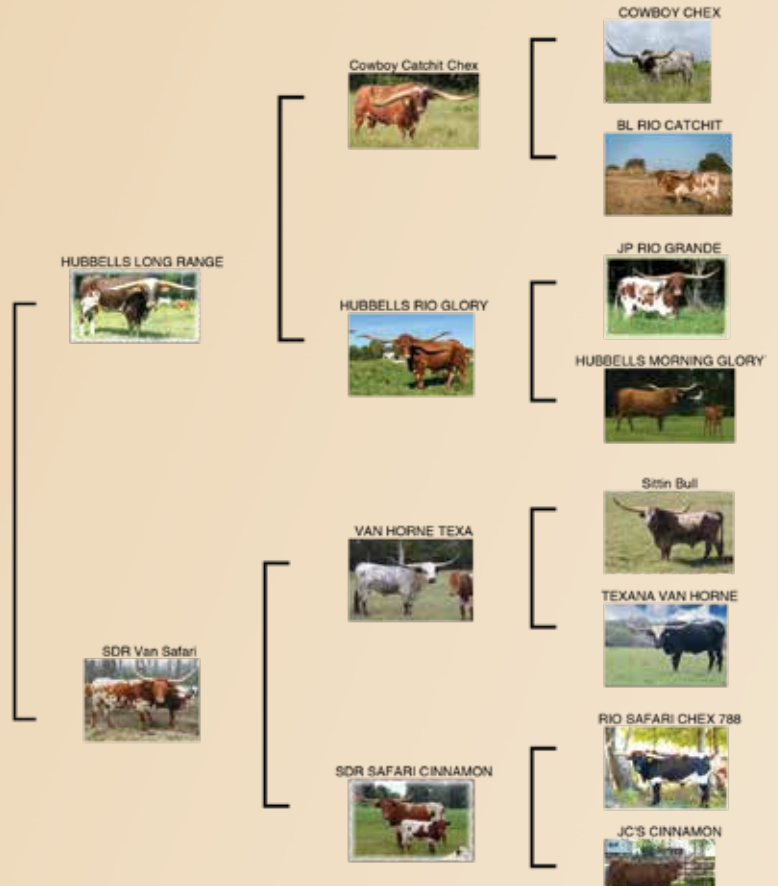 COWBOY CHEX
Cowboy Catchit Chex
BL RIO CATCHIT
HUBBELLS LONG RANGE
JP RIO GRANDE
HUBBELLS RIO GLORY
HUBBELLS MORNING GLORY
Sittin Bull
VAN HORNE TEXA
TEXANA VAN HORNE
SDR Van Safari
RIO SAFARI CHEX 788
SDR SAFARI CINNAMON
JC'S CINNAMON